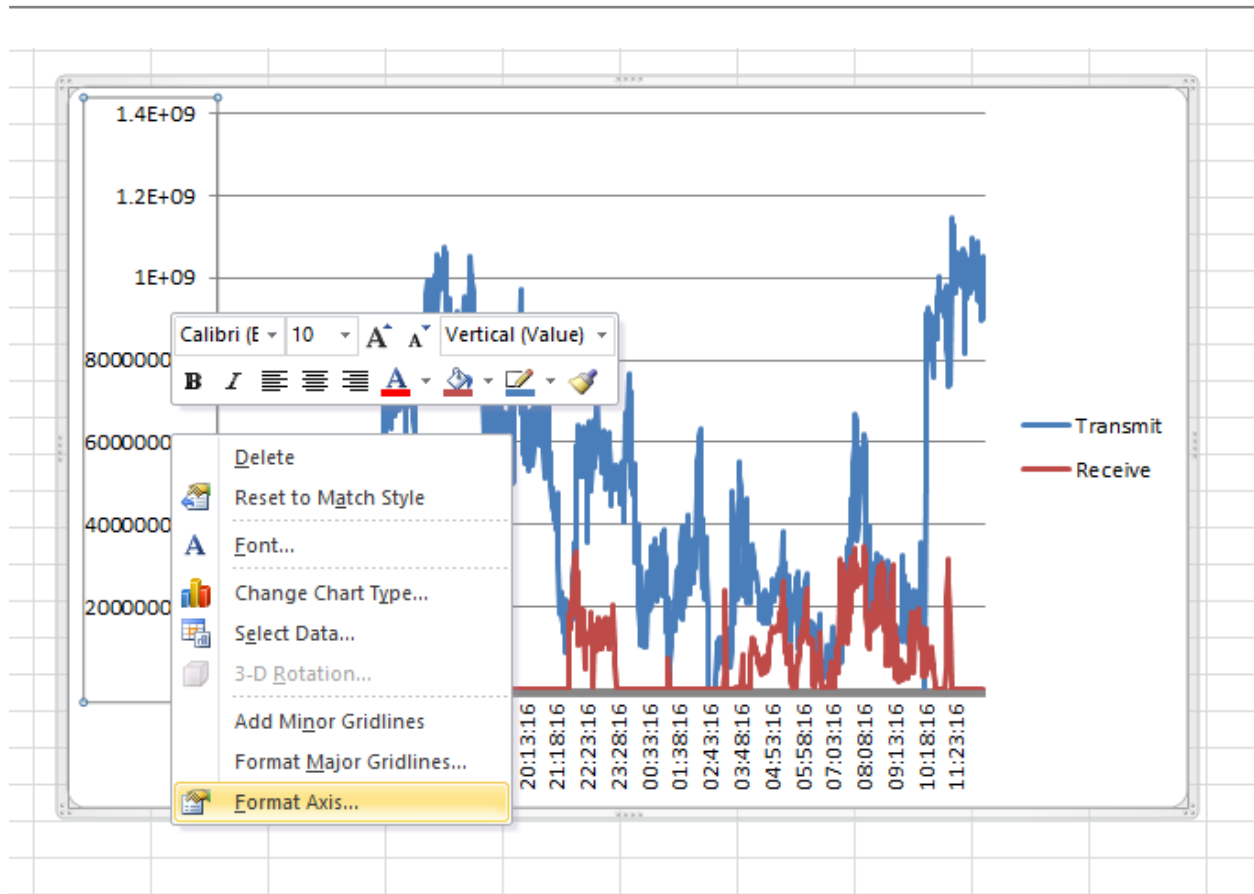 1.4E+09
1.2E+09
1E+09
Calibri (E 10 A A Vertical (Value)
B I A
8000000
6000000
4000000
2000000
Delete
Reset to Match Style
A Font...
Change Chart Type...
Select Data...
3-D Rotation...
Add Minor Gridlines
Format Major Gridlines...
Format Axis...
Transmit
Receive
20:13:16
21:18:16
22:23:16
23:28:16
00:33:16
01:38:16
02:43:16
03:48:16
04:53:16
05:58:16
07:03:16
08:08:16
09:13:16
10:18:16
11:23:16